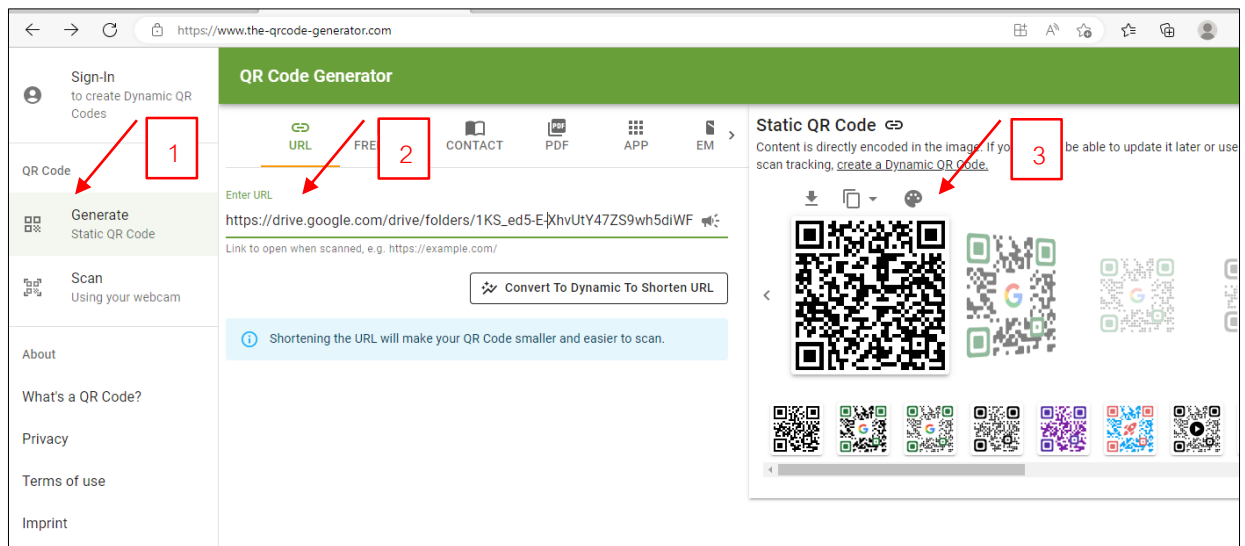 https://www.the-qrcode-generator.com
Sign-In
to create Dynamic QR
Codes
QR Code
Generate
Static QR Code
Scan
Using your webcam
About
What's a QR Code?
Privacy
Terms of use
Imprint
1
QR Code Generator
URL
FRE
CONTACT
PDF
PDF
APP
EM
2
Enter URL
https://drive.google.com/drive/folders/1KS_ed5-E-XhvUtY47ZS9wh5diWF
Link to open when scanned, e.g. https://example.com/
Convert To Dynamic To Shorten URL
Shortening the URL will make your QR Code smaller and easier to scan.
Static QR Code
Content is directly encoded in the image. If yo be able to update it later or use
scan tracking, create a Dynamic QR Code.
3